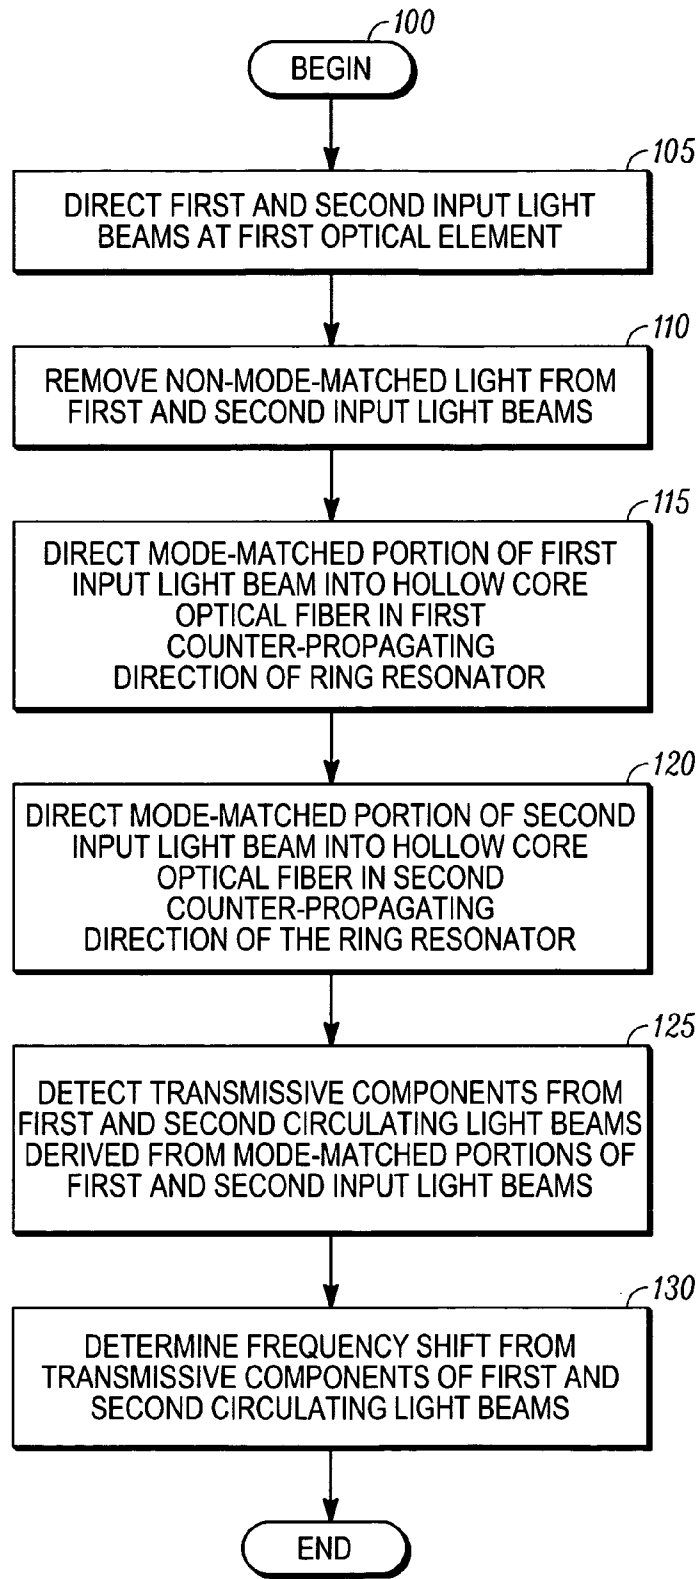 100
BEGIN
105
DIRECT FIRST AND SECOND INPUT LIGHT
BEAMS AT FIRST OPTICAL ELEMENT
110
REMOVE NON-MODE-MATCHED LIGHT FROM
FIRST AND SECOND INPUT LIGHT BEAMS
115
DIRECT MODE-MATCHED PORTION OF FIRST
INPUT LIGHT BEAM INTO HOLLOW CORE
OPTICAL FIBER IN FIRST
COUNTER-PROPAGATING
DIRECTION OF RING RESONATOR
120
DIRECT MODE-MATCHED PORTION OF SECOND
INPUT LIGHT BEAM INTO HOLLOW CORE
OPTICAL FIBER IN SECOND
COUNTER-PROPAGATING
DIRECTION OF THE RING RESONATOR
125
DETECT TRANSMISSIVE COMPONENTS FROM
FIRST AND SECOND CIRCULATING LIGHT BEAMS
DERIVED FROM MODE-MATCHED PORTIONS OF
FIRST AND SECOND INPUT LIGHT BEAMS
130
DETERMINE FREQUENCY SHIFT FROM
TRANSMISSIVE COMPONENTS OF FIRST AND
SECOND CIRCULATING LIGHT BEAMS
END